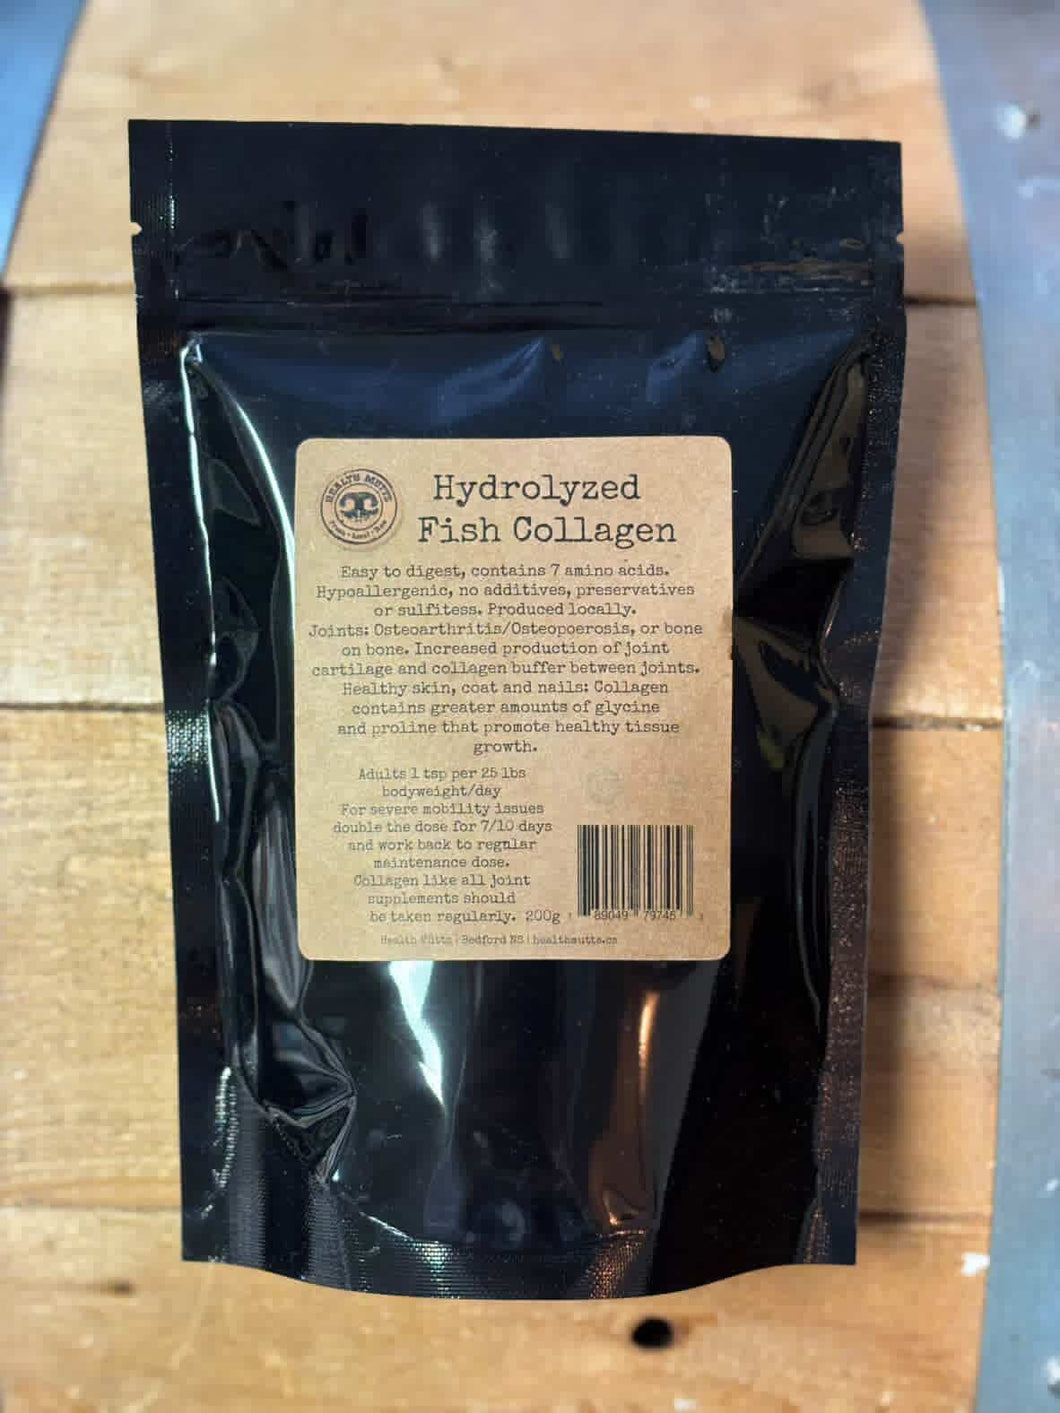 HEALTH MUTTS
Hydrolyzed
Fish Collagen
Easy to digest, contains 7 amino acids.
Hypoallergenic, no additives, preservatives
or sulfitess. Produced locally.
Joints: Osteoarthritis/Osteopoerosis, or bone
on bone. Increased production of joint
cartilage and collagen buffer between joints.
Healthy skin, coat and nails: Collagen
contains greater amounts of glycine
and proline that promote healthy tissue
growth.
Adults 1 tsp per 25 lbs
bodyweight/day
For severe mobility issues
double the dose for 7/10 days
and work back to regular
maintenance dose.
Collagen like all joint
supplements should
be taken regularly. 200g
89049 79745
Health Mutts | Bedford NS | healthmutts.ca